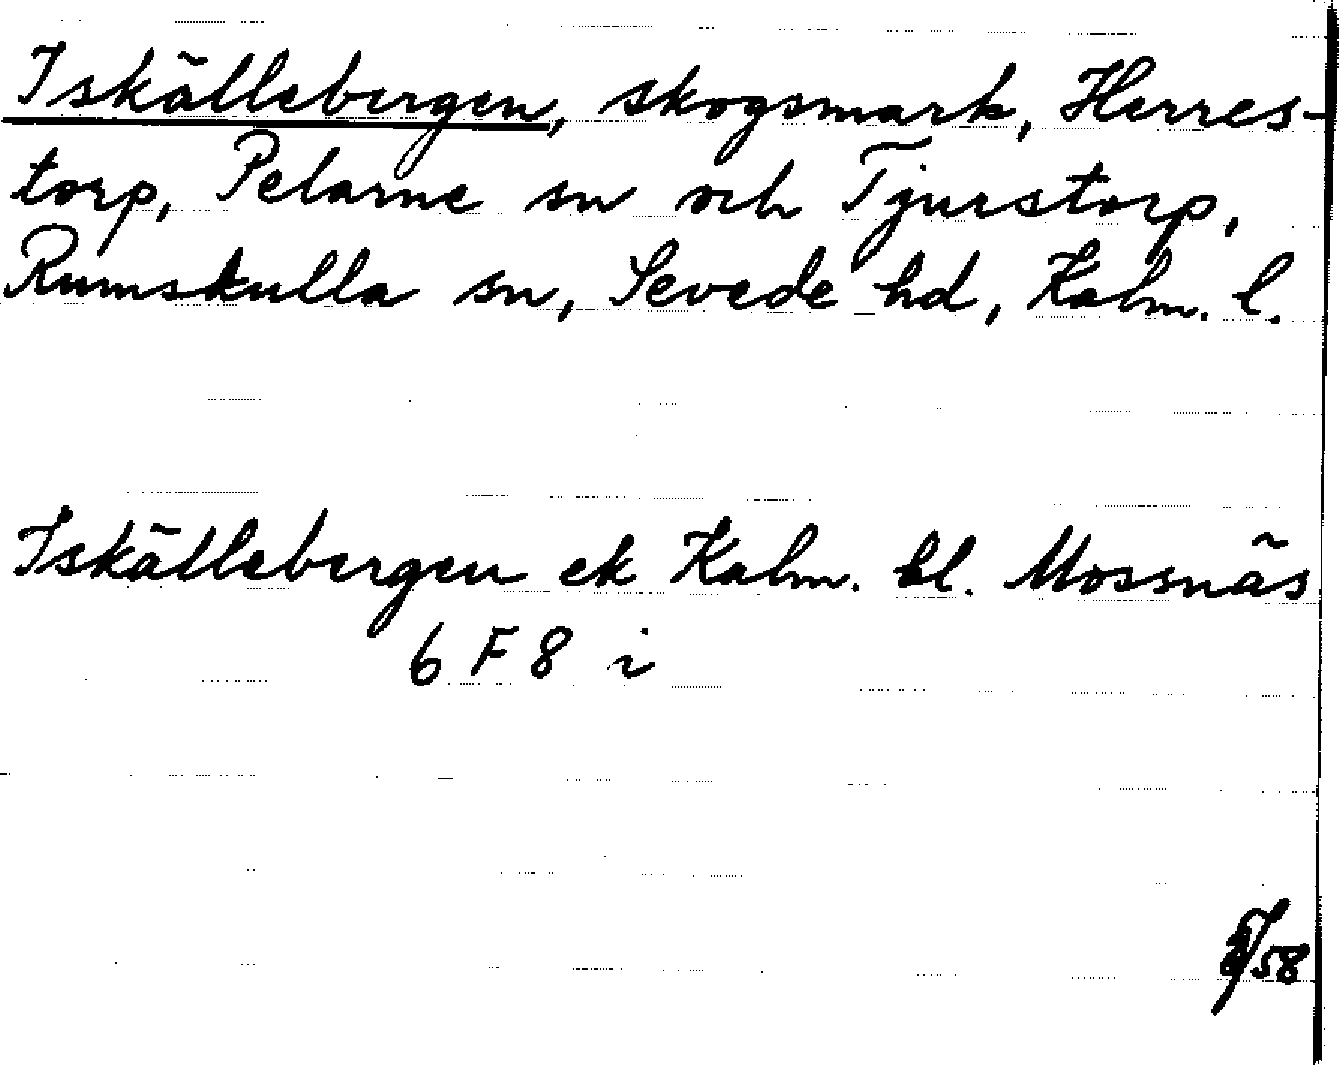 Iskällebergen, skogsmark, Herres-
torp, Pelarne sn och Tjurstorp,
Rumskulla sn, Sevede hd, Kalm. l.
Iskällebergen ek Kalm. bl. Mossnäs
6 F 8 i
/58